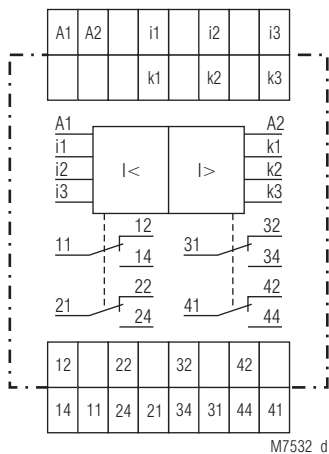 A1 A2 i1 i2 i3
k1 k2 k3
A1 A2
i1 k1
i2 I< I> k2
i3 k3
12 32
11 31
14 34
22 42
21 41
24 44
12 22 32 42
14 11 24 21 34 31 44 41
M7532_d